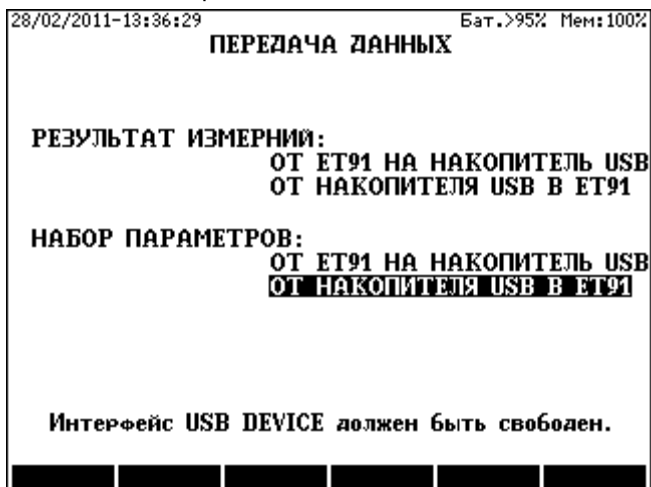 28/02/2011-13:36:29 Бат.>95% Мем:100%
ПЕРЕДАЧА ДАННЫХ
РЕЗУЛЬТАТ ИЗМЕРНИЙ:
ОТ ET91 НА НАКОПИТЕЛЬ USB
ОТ НАКОПИТЕЛЯ USB В ET91
НАБОР ПАРАМЕТРОВ:
ОТ ET91 НА НАКОПИТЕЛЬ USB
ОТ НАКОПИТЕЛЯ USB В ET91
Интерфейс USB DEVICE должен быть свободен.